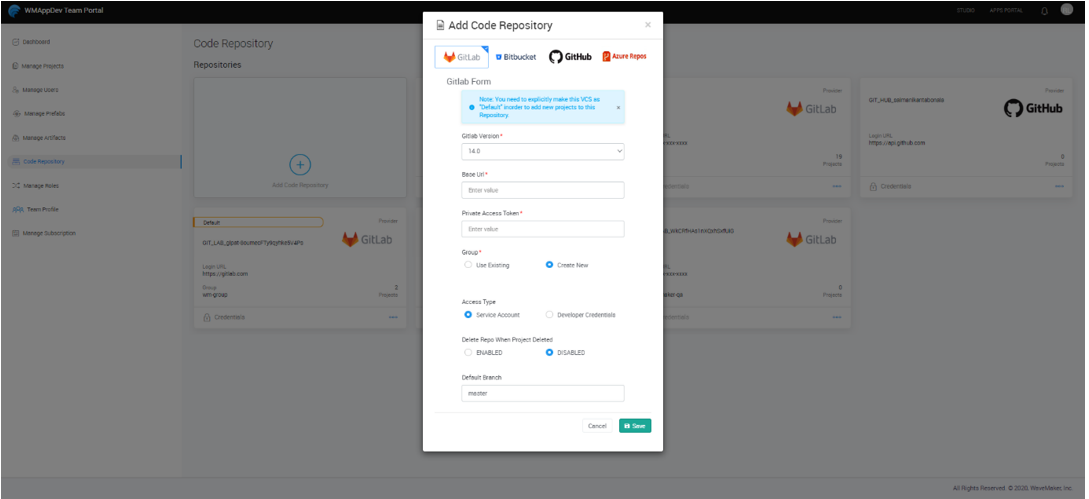 WMAppDev Team Portal
STUDIO
APPS PORTAL
Dashboard
Manage Projects
Manage Users
Manage Prefabs
Manage Artifacts
Code Repository
Manage Roles
Team Profile
Manage Subscription
Code Repository
Repositories
Add Code Repository
Provider
GitLab
19
Projects
Provider
GitHub
Login URL
https://api.github.com
0
Projects
Credentials
Default
Provider
GitLab
Login URL
https://gitlab.com
Group
wm-group
2
Projects
Credentials
Provider
GitLab
0
Projects
Add Code Repository
×
GitLab
Bitbucket
GitHub
Azure Repos
Gitlab Form
Note: You need to explicitly make this VCS as
"Default" inorder to add new projects to this
Repository.
×
Gitlab Version *
14.0
Base Url *
Enter value
Private Access Token *
Enter value
Group *
Use Existing
Create New
Access Type
Service Account
Developer Credentials
Delete Repo When Project Deleted
ENABLED
DISABLED
Default Branch
master
Cancel
Save
All Rights Reserved. © 2020, WaveMaker, Inc